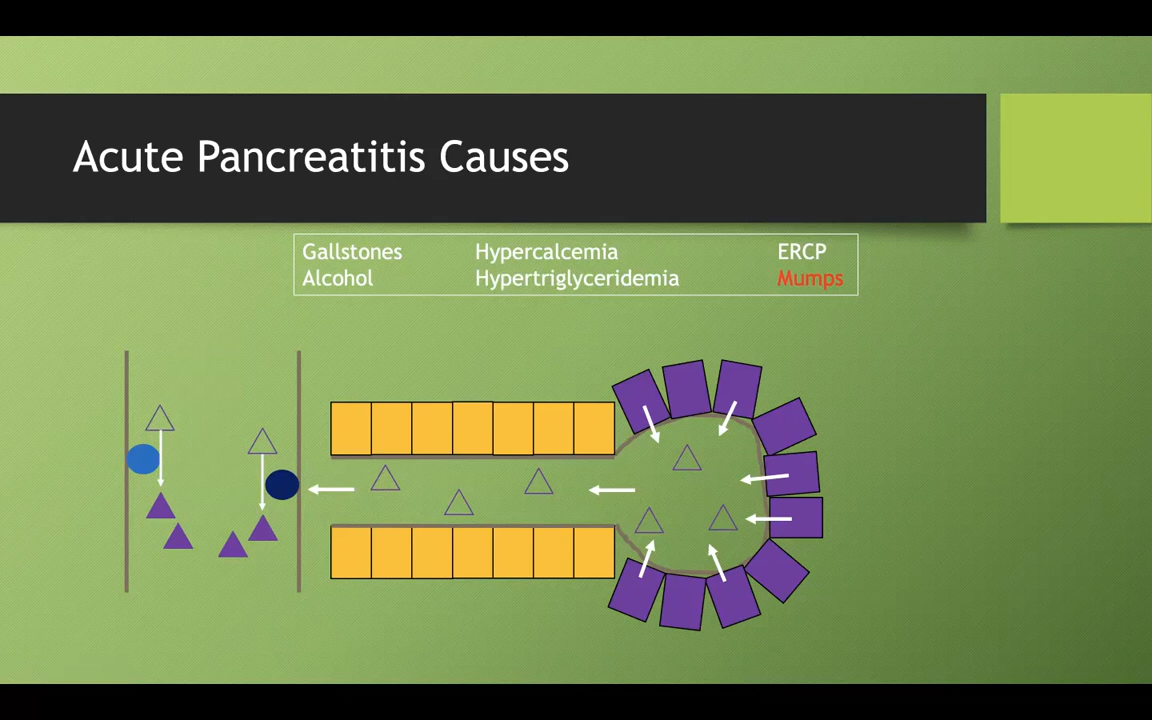 Acute Pancreatitis Causes
Gallstones Hypercalcemia ERCP
Alcohol Hypertriglyceridemia Mumps